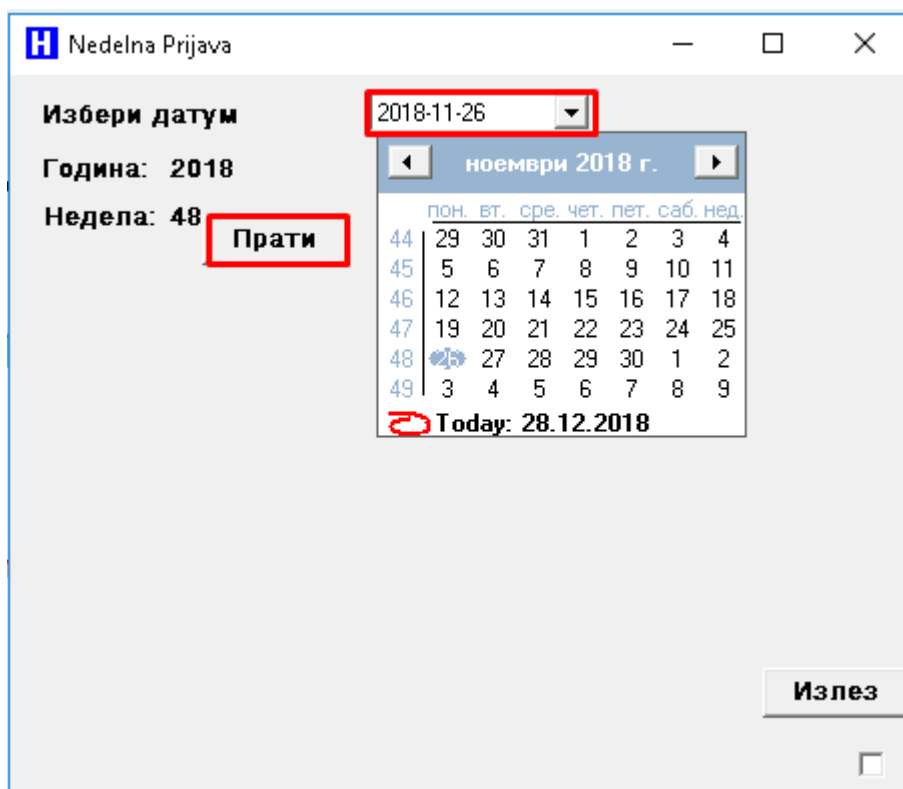 H Nedelna Prijava
Избери датум 2018-11-26
Година: 2018
Недела: 48
Прати
ноември 2018 г.
пон. вт. сре. чет. пет. саб. нед.
44 29 30 31 1 2 3 4
45 5 6 7 8 9 10 11
46 12 13 14 15 16 17 18
47 19 20 21 22 23 24 25
48 26 27 28 29 30 1 2
49 3 4 5 6 7 8 9
Today: 28.12.2018
Излез